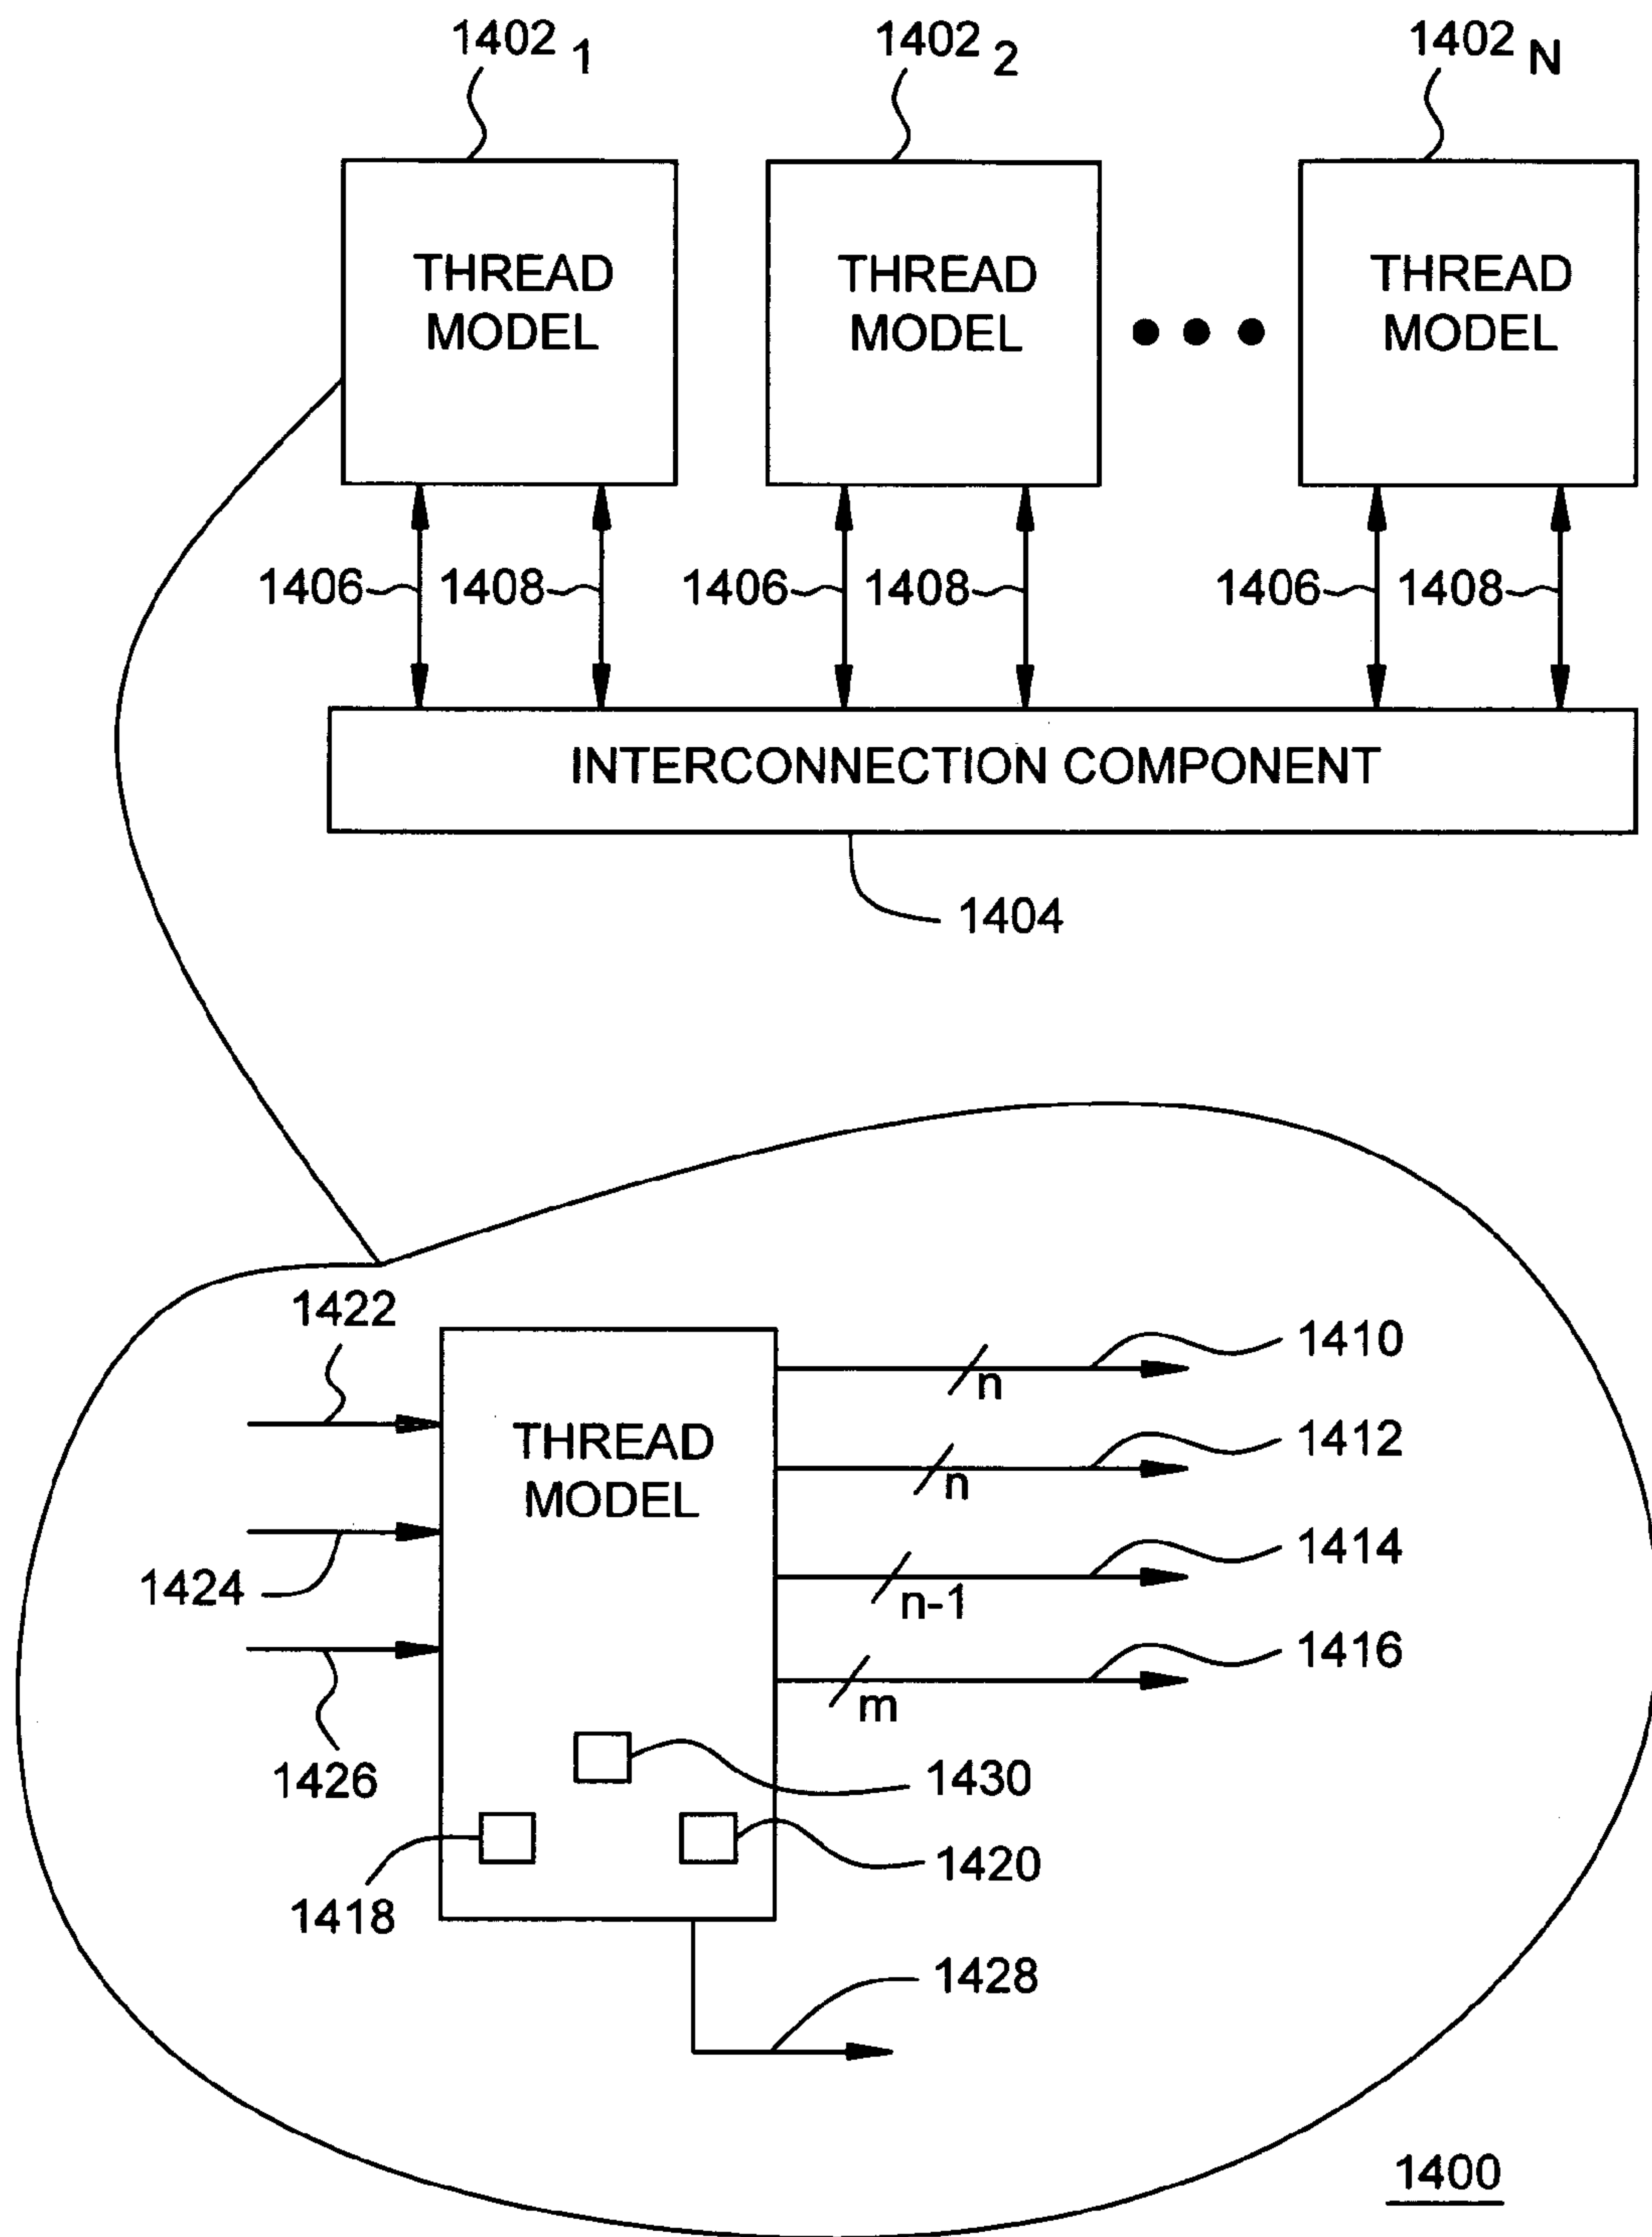 1402 1
1402 2
1402 N
THREAD
MODEL
THREAD
MODEL
THREAD
MODEL
1406
1408
1406
1408
1406
1408
INTERCONNECTION COMPONENT
1404
1422
1424
1426
THREAD
MODEL
n
1410
n
1412
n-1
1414
m
1416
1430
1418
1420
1428
1400